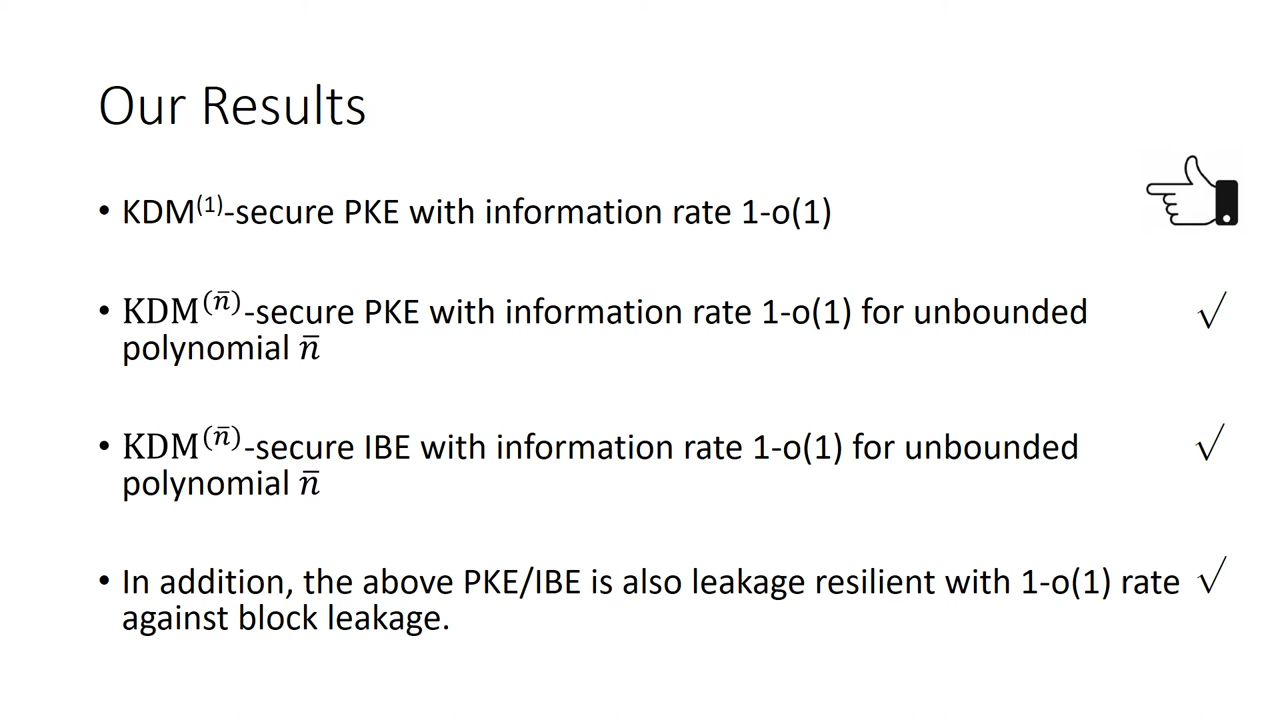 Our Results
• KDM⁽¹⁾-secure PKE with information rate 1-o(1)
• KDM⁽n̅⁾-secure PKE with information rate 1-o(1) for unbounded √
polynomial n̅
• KDM⁽n̅⁾-secure IBE with information rate 1-o(1) for unbounded √
polynomial n̅
• In addition, the above PKE/IBE is also leakage resilient with 1-o(1) rate √
against block leakage.